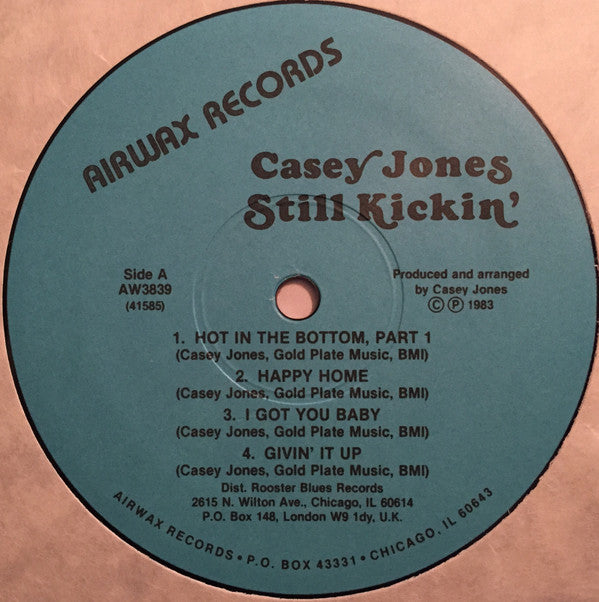 AIRWAX RECORDS
Casey Jones
Still Kickin'
Side A
AW3839
(41585)
Produced and arranged
by Casey Jones
©℗ 1983
1. HOT IN THE BOTTOM, PART 1
(Casey Jones, Gold Plate Music, BMI)
2. HAPPY HOME
(Casey Jones, Gold Plate Music, BMI)
3. I GOT YOU BABY
(Casey Jones, Gold Plate Music, BMI)
4. GIVIN' IT UP
(Casey Jones, Gold Plate Music, BMI)
Dist. Rooster Blues Records
2615 N. Wilton Ave., Chicago, IL 60614
P.O. Box 148, London W9 1dy, U.K.
AIRWAX RECORDS • P.O. BOX 43331 • CHICAGO, IL 60643